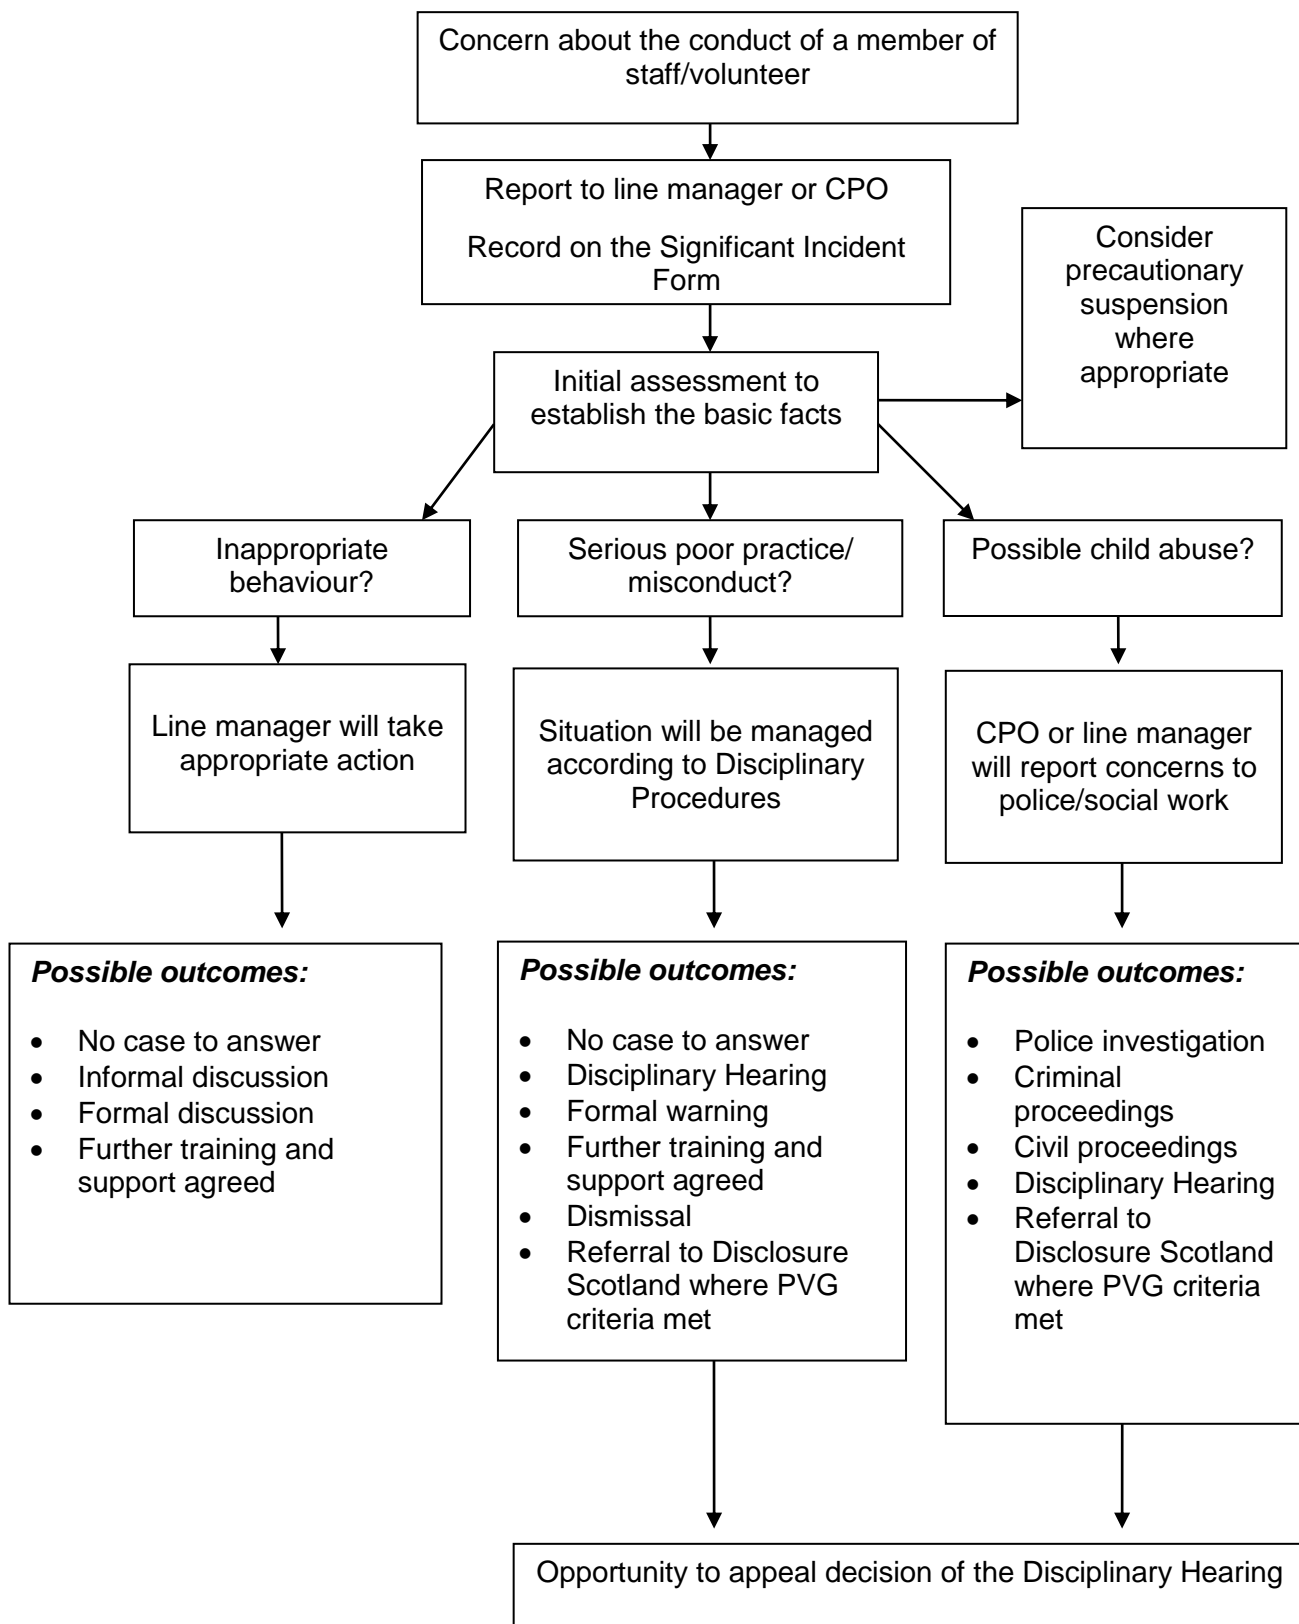 Concern about the conduct of a member of
staff/volunteer
Report to line manager or CPO
Record on the Significant Incident
Form
Consider
precautionary
suspension
where
appropriate
Initial assessment to
establish the basic facts
Inappropriate
behaviour?
Serious poor practice/
misconduct?
Possible child abuse?
Line manager will take
appropriate action
Situation will be managed
according to Disciplinary
Procedures
CPO or line manager
will report concerns to
police/social work
Possible outcomes:
• No case to answer
• Informal discussion
• Formal discussion
• Further training and
support agreed
Possible outcomes:
• No case to answer
• Disciplinary Hearing
• Formal warning
• Further training and
support agreed
• Dismissal
• Referral to Disclosure
Scotland where PVG
criteria met
Possible outcomes:
• Police investigation
• Criminal
proceedings
• Civil proceedings
• Disciplinary Hearing
• Referral to
Disclosure Scotland
where PVG criteria
met
Opportunity to appeal decision of the Disciplinary Hearing